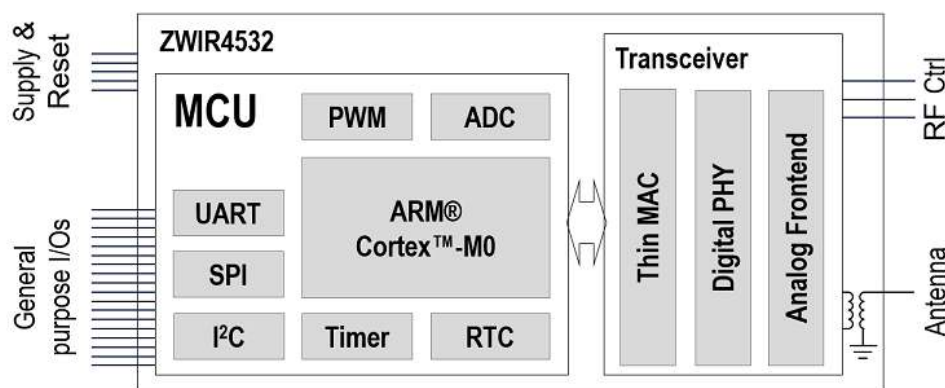 Supply &
Reset
ZWIR4532
MCU
PWM
ADC
UART
ARM®
Cortex™-M0
SPI
I²C
Timer
RTC
General
purpose I/Os
Transceiver
Thin MAC
Digital PHY
Analog Frontend
RF Ctrl
Antenna